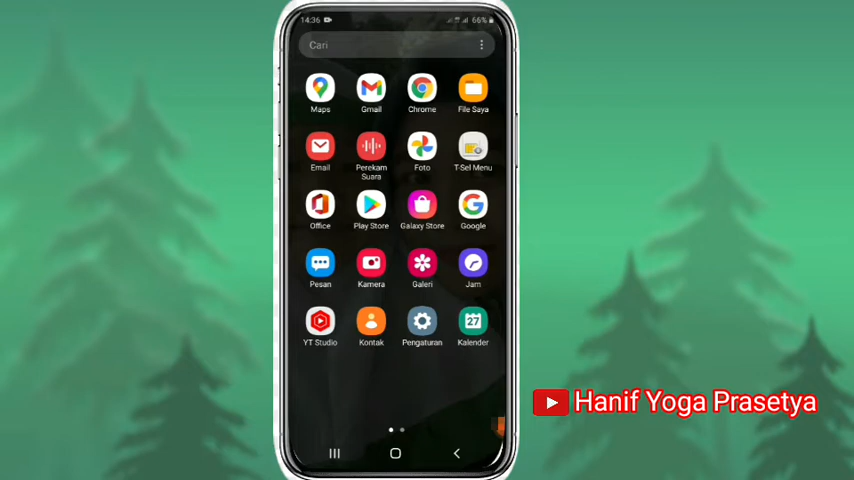 14:36
66%
Cari
Maps
Gmail
Chrome
File Saya
Email
Perekam
Suara
Foto
T-Sel Menu
Office
Play Store
Galaxy Store
Google
Pesan
Kamera
Galeri
Jam
YT Studio
Kontak
Pengaturan
27
Kalender
Hanif Yoga Prasetya